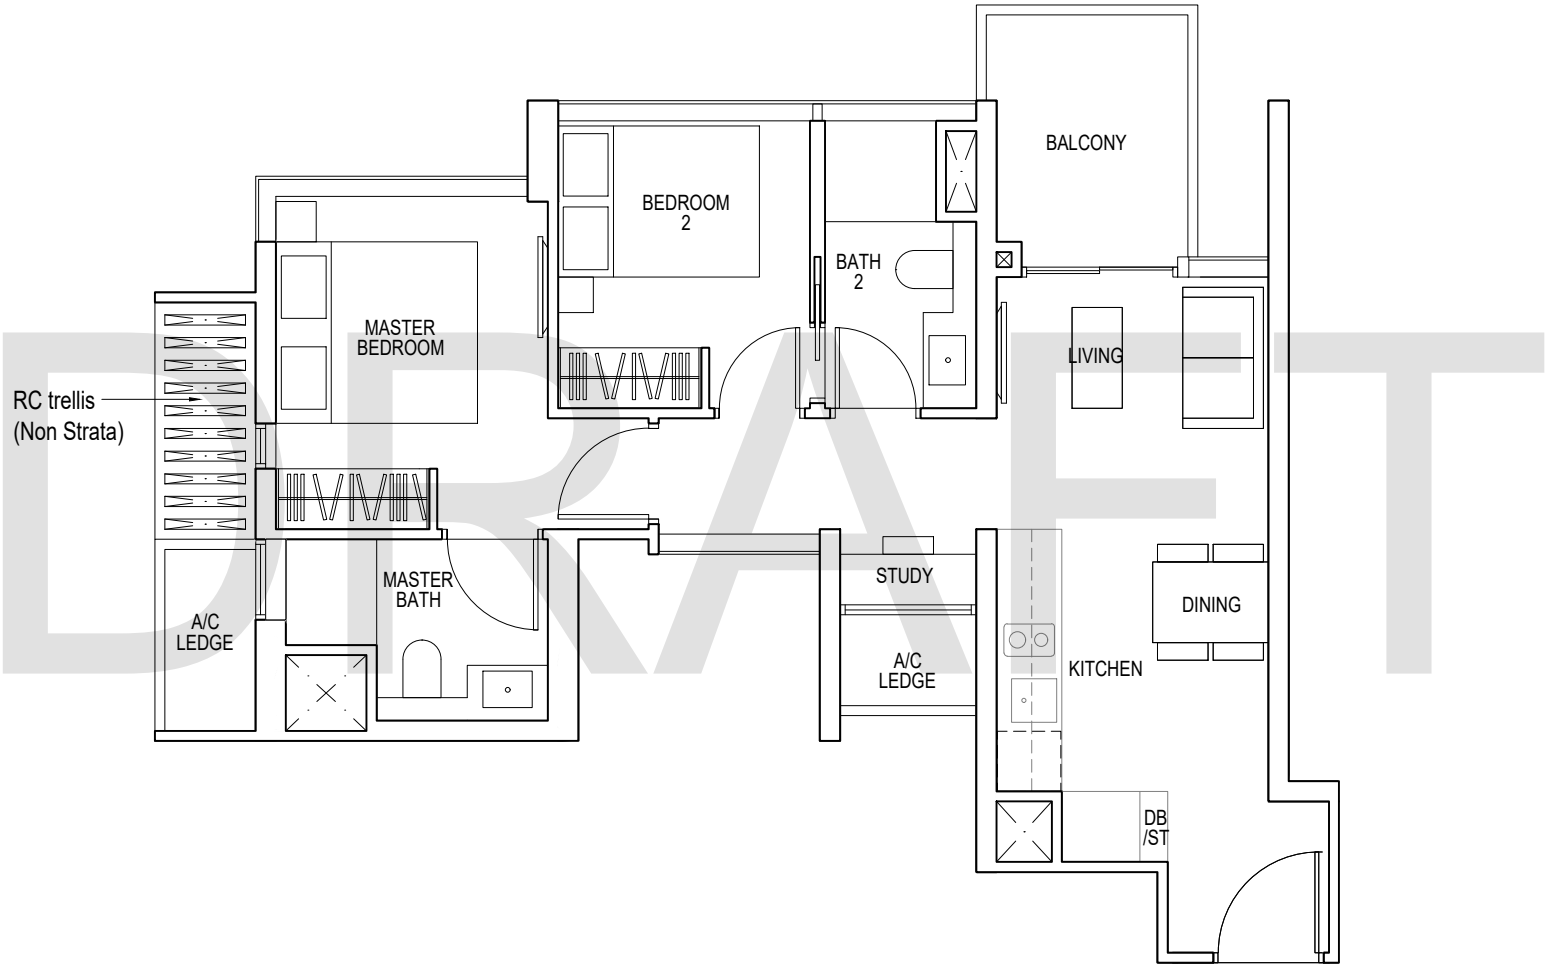 BALCONY
BEDROOM
2
BATH
2
MASTER
BEDROOM
LIVING
RC trellis
(Non Strata)
DRAFT
MASTER
BATH
STUDY
DINING
A/C
LEDGE
A/C
LEDGE
KITCHEN
DB
/ST